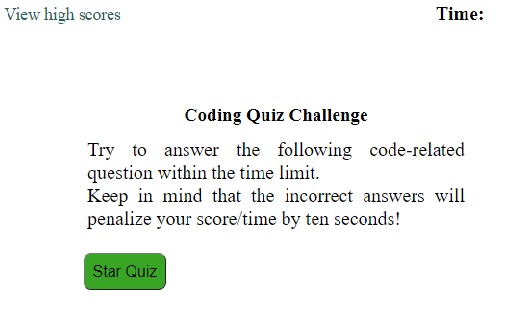 View high scores
Time:
Coding Quiz Challenge
Try to answer the following code-related
question within the time limit.
Keep in mind that the incorrect answers will
penalize your score/time by ten seconds!
Star Quiz